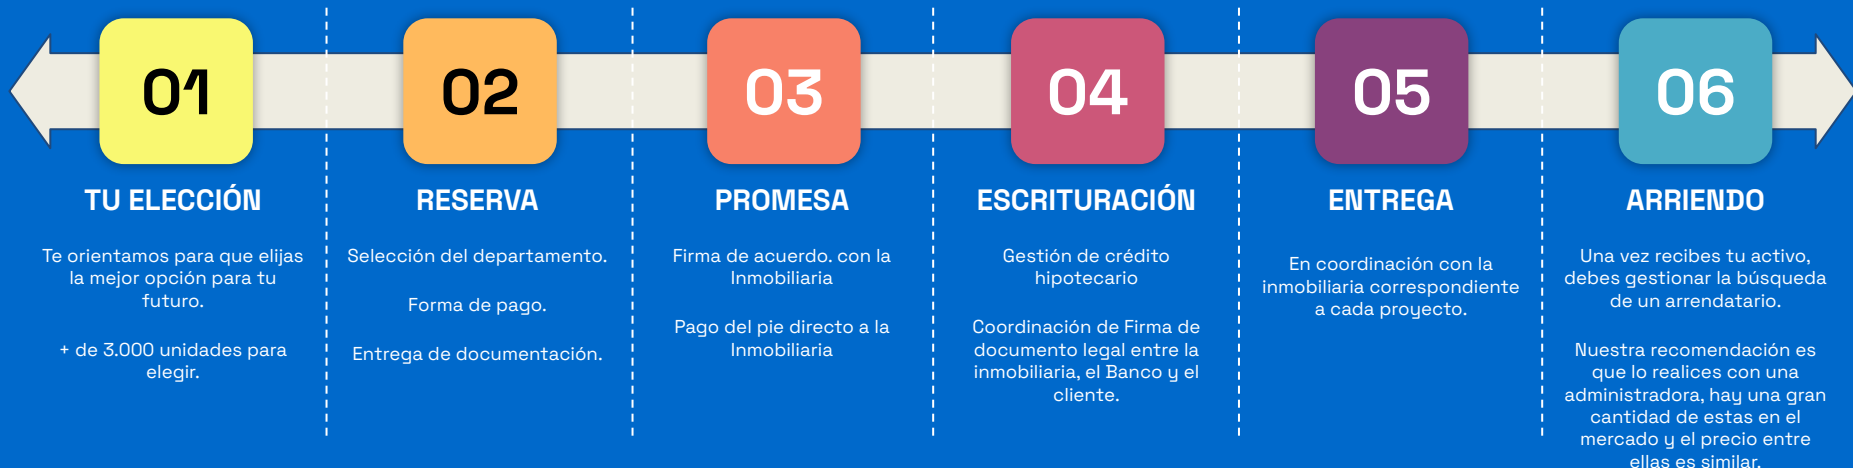 01
TU ELECCIÓN
Te orientamos para que elijas
la mejor opción para tu
futuro.
+ de 3.000 unidades para
elegir.
02
RESERVA
Selección del departamento.
Forma de pago.
Entrega de documentación.
03
PROMESA
Firma de acuerdo. con la
Inmobiliaria
Pago del pie directo a la
Inmobiliaria
04
ESCRITURACIÓN
Gestión de crédito
hipotecario
Coordinación de Firma de
documento legal entre la
inmobiliaria, el Banco y el
cliente.
05
ENTREGA
En coordinación con la
inmobiliaria correspondiente
a cada proyecto.
06
ARRIENDO
Una vez recibes tu activo,
debes gestionar la búsqueda
de un arrendatario.
Nuestra recomendación es
que lo realices con una
administradora, hay una gran
cantidad de estas en el
mercado y el precio entre
ellas es similar.